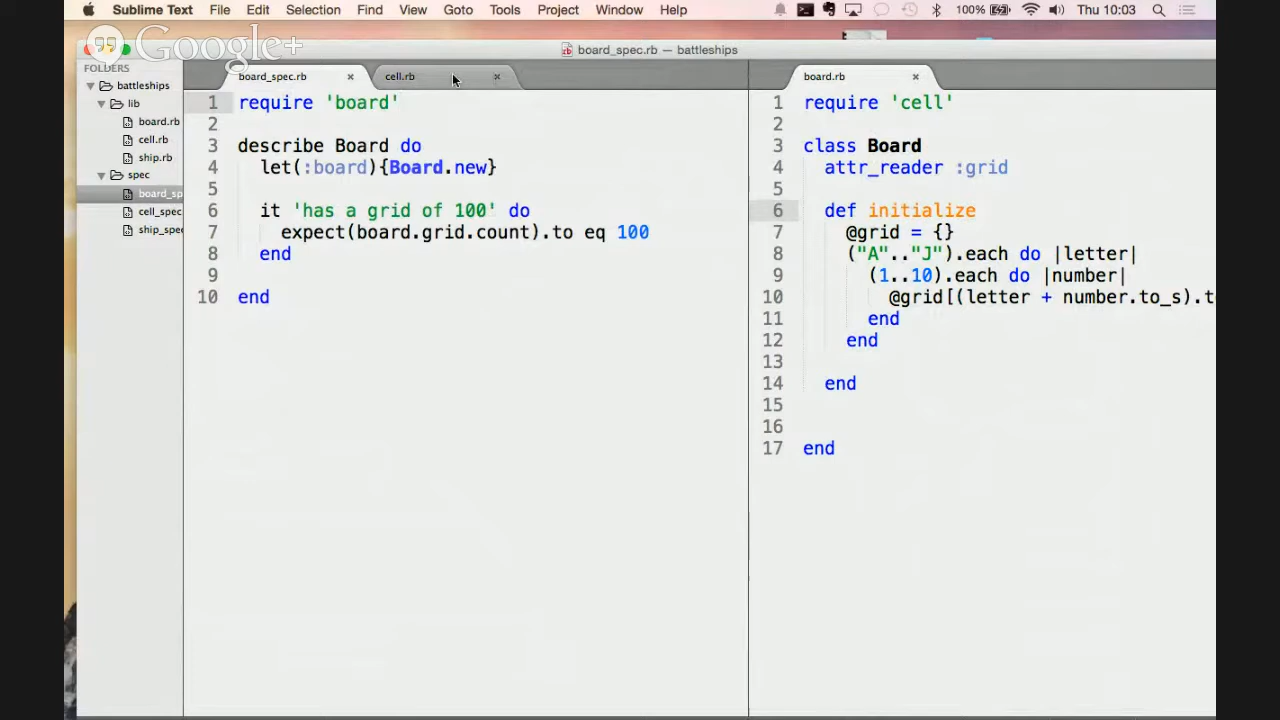 Sublime Text File Edit Selection Find View Goto Tools Project Window Help 100% Thu 10:03
Google+
board_spec.rb — battleships
FOLDERS
battleships
lib
board.rb
cell.rb
ship.rb
spec
board_sp
cell_spec
ship_spec
board_spec.rb × cell.rb ×
1 require 'board'
2
3 describe Board do
4 let(:board){Board.new}
5
6 it 'has a grid of 100' do
7 expect(board.grid.count).to eq 100
8 end
9
10 end
board.rb ×
1 require 'cell'
2
3 class Board
4 attr_reader :grid
5
6 def initialize
7 @grid = {}
8 ("A".."J").each do |letter|
9 (1..10).each do |number|
10 @grid[(letter + number.to_s).t
11 end
12 end
13
14 end
15
16
17 end